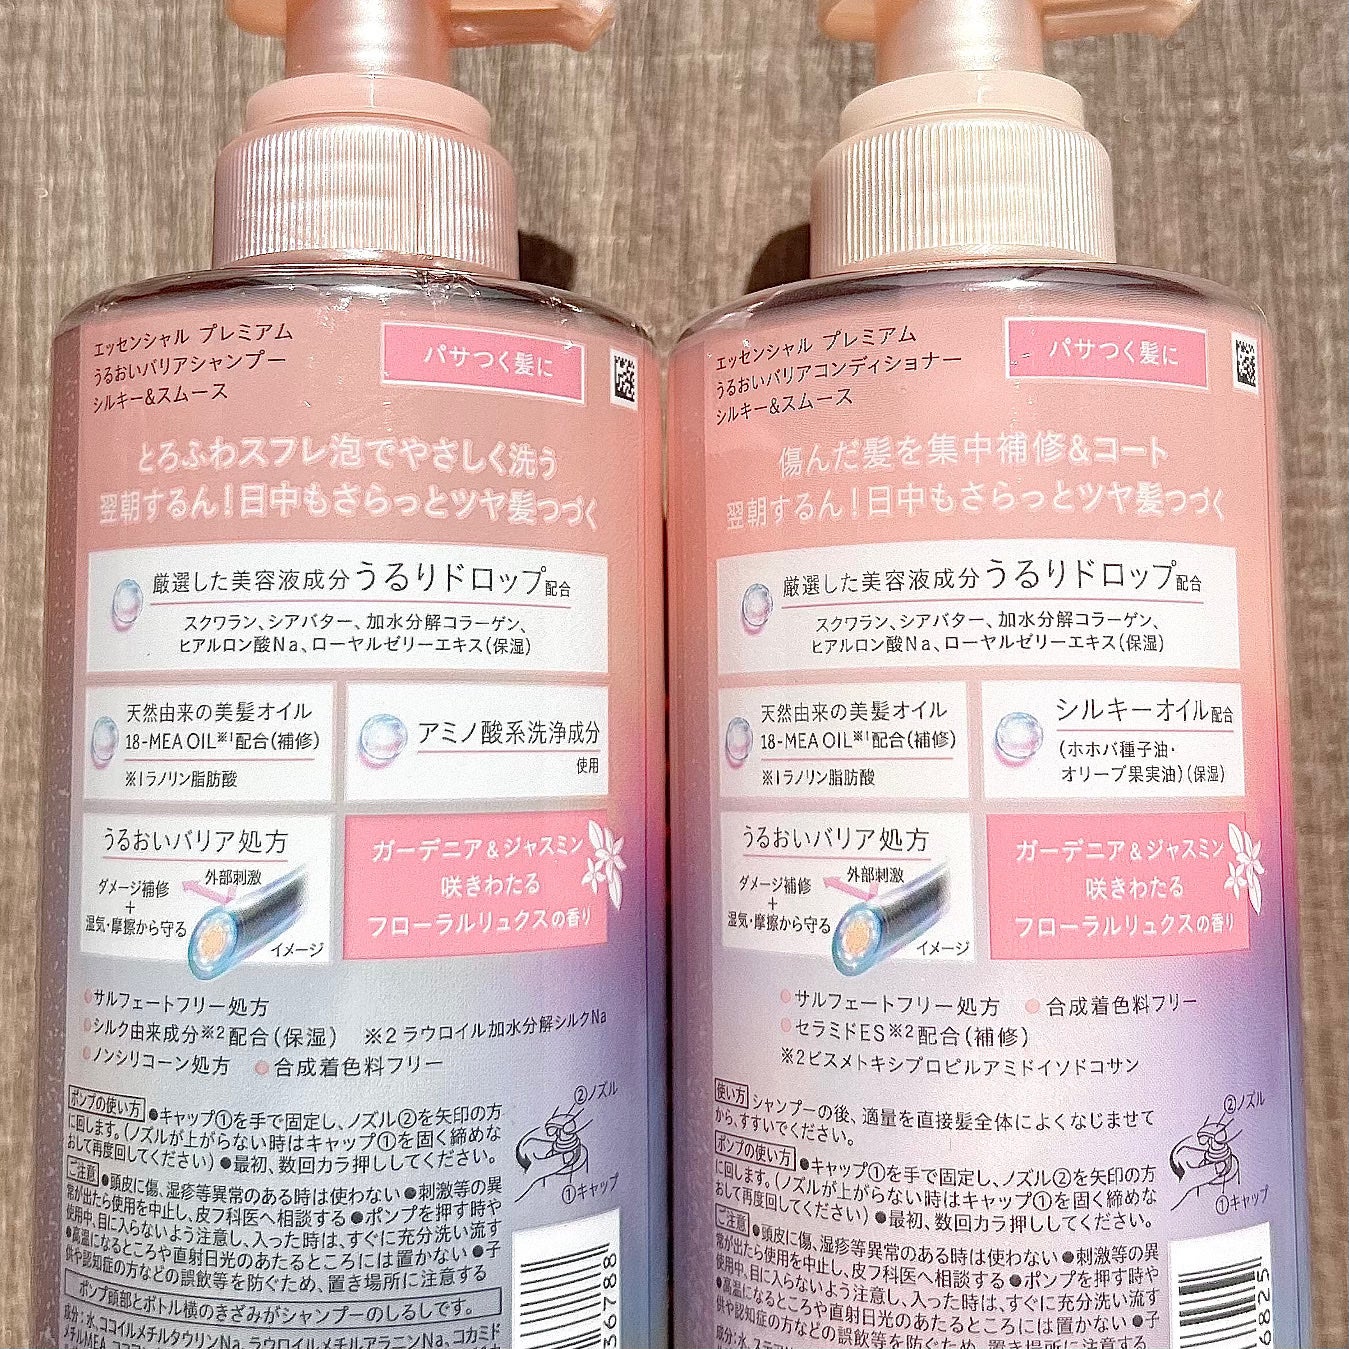 エッセンシャル プレミアム
うるおいバリアシャンプー
シルキー&スムース
パサつく髪に
とろふわスフレ泡でやさしく洗う
翌朝するん！日中もさらっとツヤ髪つづく
厳選した美容液成分うるりドロップ配合
スクワラン、シアバター、加水分解コラーゲン、
ヒアルロン酸Na、ローヤルゼリーエキス(保湿)
天然由来の美髪オイル
18-MEA OIL※1配合(補修)
※1ラノリン脂肪酸
アミノ酸系洗浄成分
使用
うるおいバリア処方
外部刺激
ダメージ補修
+
湿気・摩擦から守る
イメージ
ガーデニア&ジャスミン
咲きわたる
フローラルリュクスの香り
サルフェートフリー処方
シルク由来成分※2配合(保湿) ※2ラウロイル加水分解シルクNa
ノンシリコーン処方 合成着色料フリー
ポンプの使い方 ●キャップ①を手で固定し、ノズル②を矢印の方
に回します。(ノズルが上がらない時はキャップ①を固く締めな
おして再度回してください) ●最初、数回カラ押ししてください。
②ノズル
①キャップ
ご注意 ●頭皮に傷、湿疹等異常のある時は使わない ●刺激等の異
常が出たら使用を中止し、皮フ科医へ相談する ●ポンプを押す時や
使用中、目に入らないよう注意し、入った時は、すぐに充分洗い流す
●高温になるところや直射日光のあたるところには置かない ●子
供や認知症の方などの誤飲等を防ぐため、置き場所に注意する
ポンプ頭部とボトル横のきざみがシャンプーのしるしです。
成分:水、ココイルメチルタウリンNa、ラウロイルメチルアラニンNa、コカミド
36788
エッセンシャル プレミアム
うるおいバリアコンディショナー
シルキー&スムース
パサつく髪に
傷んだ髪を集中補修&コート
翌朝するん！日中もさらっとツヤ髪つづく
厳選した美容液成分うるりドロップ配合
スクワラン、シアバター、加水分解コラーゲン、
ヒアルロン酸Na、ローヤルゼリーエキス(保湿)
天然由来の美髪オイル
18-MEA OIL※1配合(補修)
※1ラノリン脂肪酸
シルキーオイル配合
(ホホバ種子油・
オリーブ果実油)(保湿)
うるおいバリア処方
外部刺激
ダメージ補修
+
湿気・摩擦から守る
イメージ
ガーデニア&ジャスミン
咲きわたる
フローラルリュクスの香り
サルフェートフリー処方 合成着色料フリー
セラミドES※2配合(補修)
※2ビスメトキシプロピルアミドイソドコサン
使い方 シャンプーの後、適量を直接髪全体によくなじませて
から、すすいでください。
ポンプの使い方 ●キャップ①を手で固定し、ノズル②を矢印の方
に回します。(ノズルが上がらない時はキャップ①を固く締めな
おして再度回してください) ●最初、数回カラ押ししてください。
②ノズル
①キャップ
ご注意 ●頭皮に傷、湿疹等異常のある時は使わない ●刺激等の異
常が出たら使用を中止し、皮フ科医へ相談する ●ポンプを押す時や
使用中、目に入らないよう注意し、入った時は、すぐに充分洗い流す
●高温になるところや直射日光のあたるところには置かない ●子
供や認知症の方などの誤飲等を防ぐため、置き場所に注意する
6825